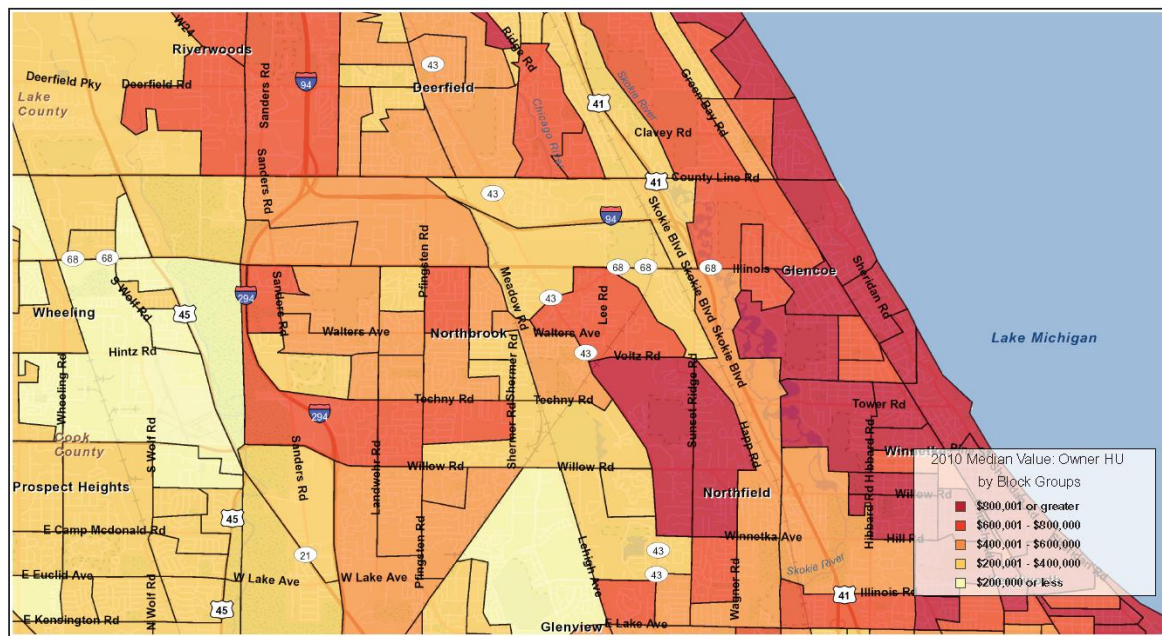 W24
Riverwoods
Ridge Rd
Deerfield Pky
Deerfield Rd
Sanders Rd
94
43
Deerfield
41
Skokie River
Green Bay Rd
Lake
County
Chicago River
Clavey Rd
Sanders Rd
43
41
County Line Rd
94
Skokie Blvd
Pfingsten Rd
68
68
S Wolf Rd
45
294
Sanders Rd
Meadow Rd
43
Lee Rd
68
68
Skokie Blvd
68
Illinois
Glencoe
Sheridan Rd
Wheeling
Walters Ave
Northbrook
Walters Ave
Skokie Blvd
Lake Michigan
Hintz Rd
Wheeling Rd
Shermer Rd
43
Voltz Rd
Sunset Ridge Rd
Techny Rd
Techny Rd
294
Tower Rd
Cook
County
S Wolf Rd
Sanders Rd
Landwehr Rd
Shermer Rd
Happ Rd
Hibbard Rd
Winnetka
Willow Rd
Willow Rd
Prospect Heights
Northfield
Hibbard Rd
Willow Rd
45
E Camp Mcdonald Rd
21
Pfingsten Rd
Lehigh Ave
43
Winnetka Ave
Hill Rd
E Euclid Ave
W Lake Ave
W Lake Ave
43
Wagner Rd
Skokie River
N Wolf Rd
45
E Kensington Rd
Glenview
E Lake Ave
41
Illinois Rd
2010 Median Value: Owner HU
by Block Groups
$800,001 or greater
$600,001 - $800,000
$400,001 - $600,000
$200,001 - $400,000
$200,000 or less